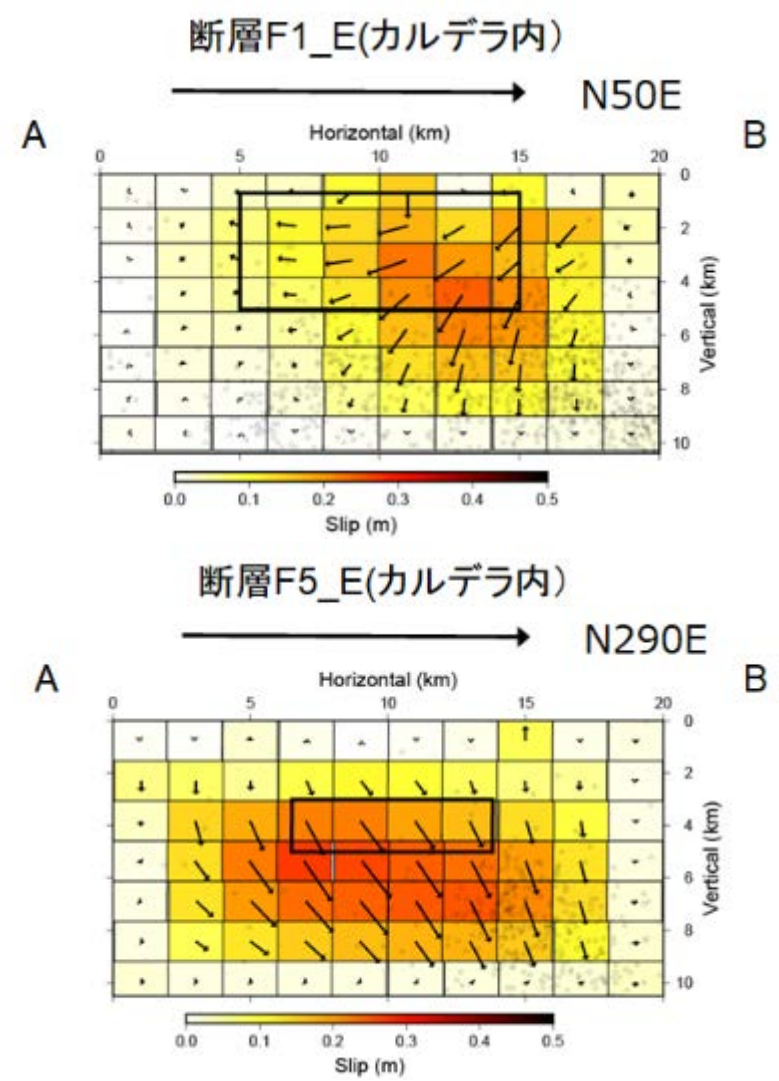 断層F1_E(カルデラ内）
N50E
A
B
Horizontal (km)
0 5 10 15 20
0
2
4
6
8
10
Vertical (km)
0.0 0.1 0.2 0.3 0.4 0.5
Slip (m)
断層F5_E(カルデラ内）
N290E
A
B
Horizontal (km)
0 5 10 15 20
0
2
4
6
8
10
Vertical (km)
0.0 0.1 0.2 0.3 0.4 0.5
Slip (m)